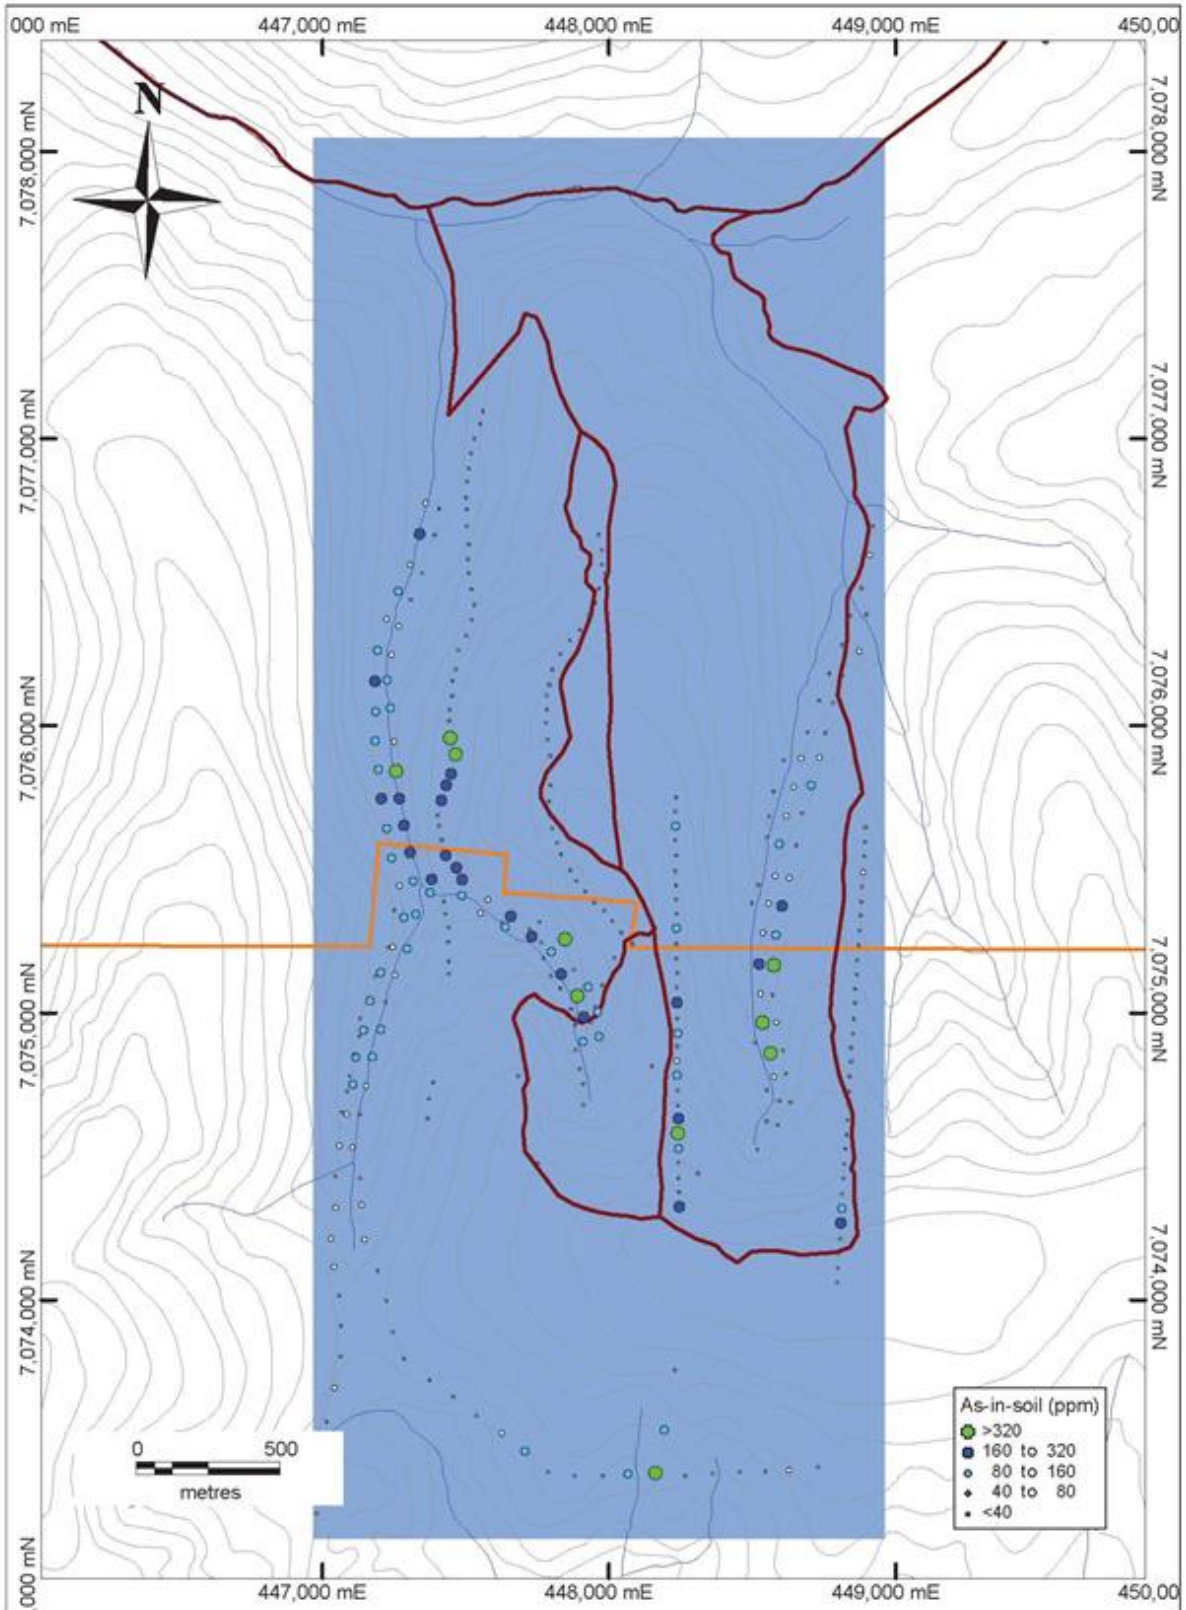 000 mE 447,000 mE 448,000 mE 449,000 mE 450,00
N
7,078,000 mN
7,077,000 mN
7,076,000 mN
7,075,000 mN
7,074,000 mN
,000 mN
7,078,000 mN
7,077,000 mN
7,076,000 mN
7,075,000 mN
7,074,000 mN
As-in-soil (ppm)
>320
160 to 320
80 to 160
40 to 80
<40
0 500
metres
447,000 mE 448,000 mE 449,000 mE 450,00